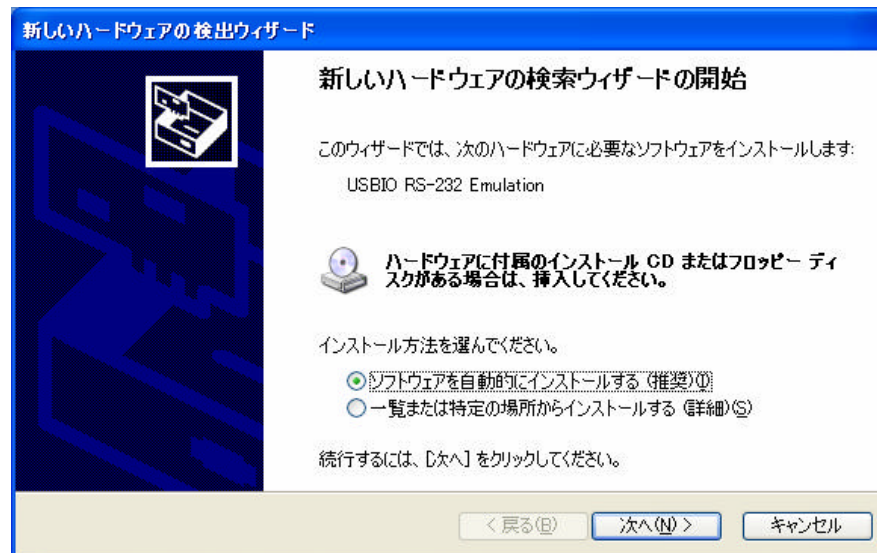 新しいハードウェアの検出ウィザード
新しいハードウェアの検索ウィザードの開始
このウィザードでは、次のハードウェアに必要なソフトウェアをインストールします:
USBIO RS-232 Emulation
ハードウェアに付属のインストール CD またはフロッピー ディ
スクがある場合は、挿入してください。
インストール方法を選んでください。
ソフトウェアを自動的にインストールする (推奨)(I)
一覧または特定の場所からインストールする (詳細)(S)
続行するには、[次へ] をクリックしてください。
< 戻る(B)
次へ(N) >
キャンセル